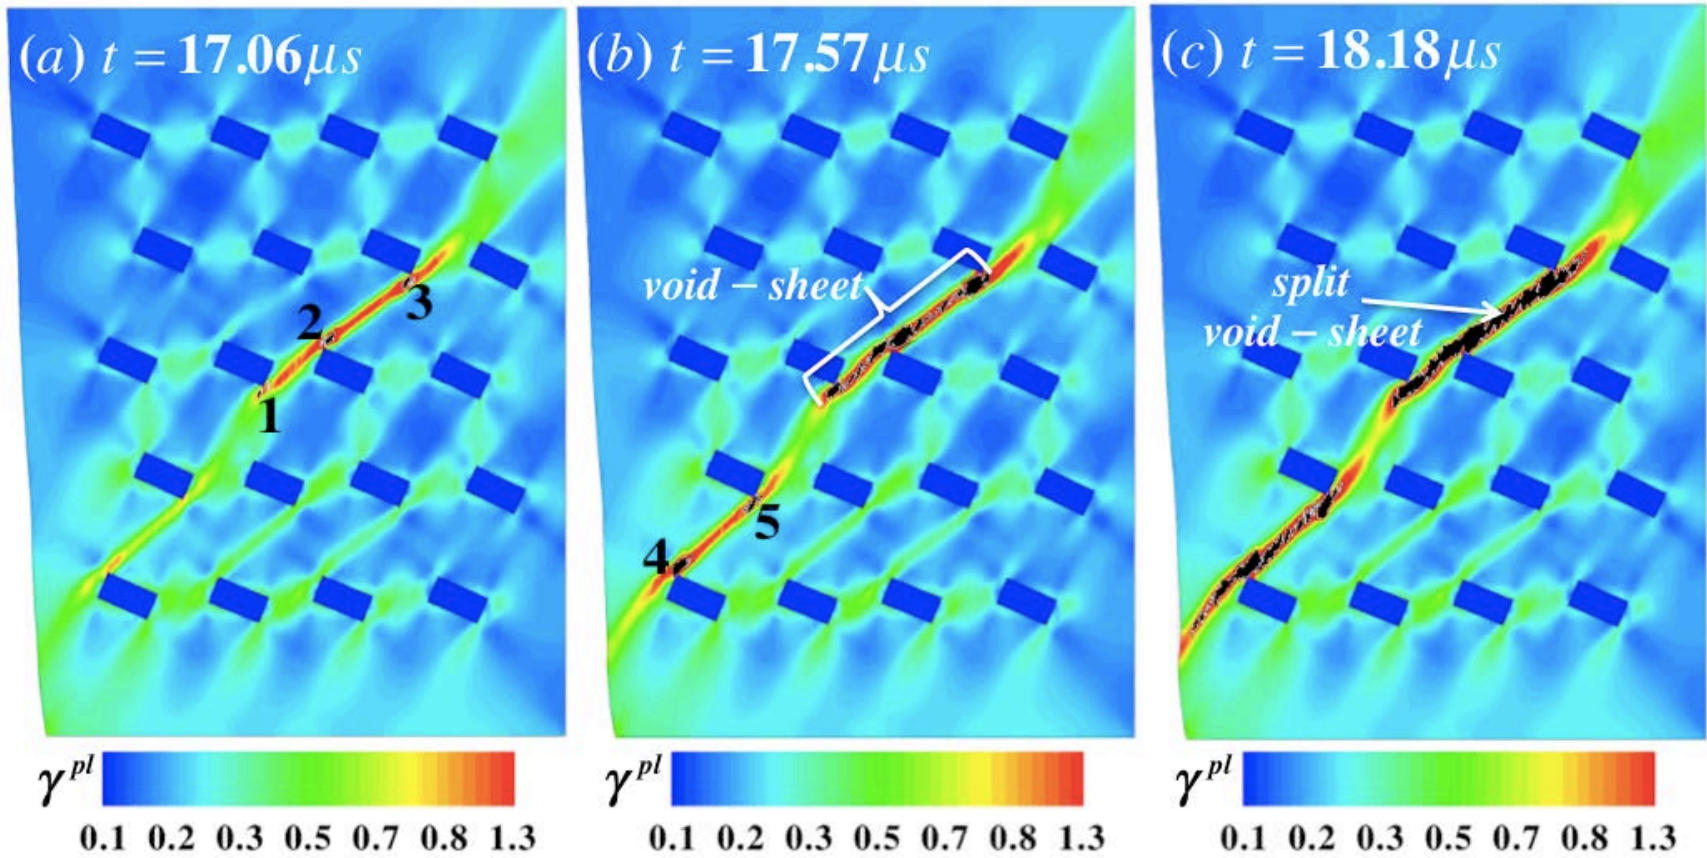 (a) t = 17.06μs
2
3
1
γ^pl
0.1 0.2 0.3 0.5 0.7 0.8 1.3
(b) t = 17.57μs
void – sheet
5
4
γ^pl
0.1 0.2 0.3 0.5 0.7 0.8 1.3
(c) t = 18.18μs
split
void – sheet
γ^pl
0.1 0.2 0.3 0.5 0.7 0.8 1.3